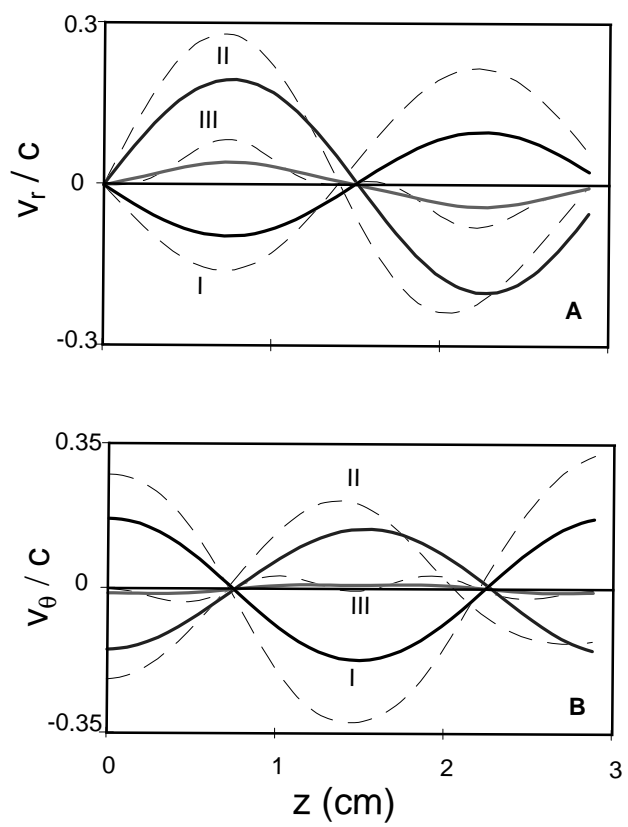 0.3
II
III
v_r / c
0
I
A
-0.3
0.35
II
v_θ / c
0
III
I
B
-0.35
0 1 2 3
z (cm)